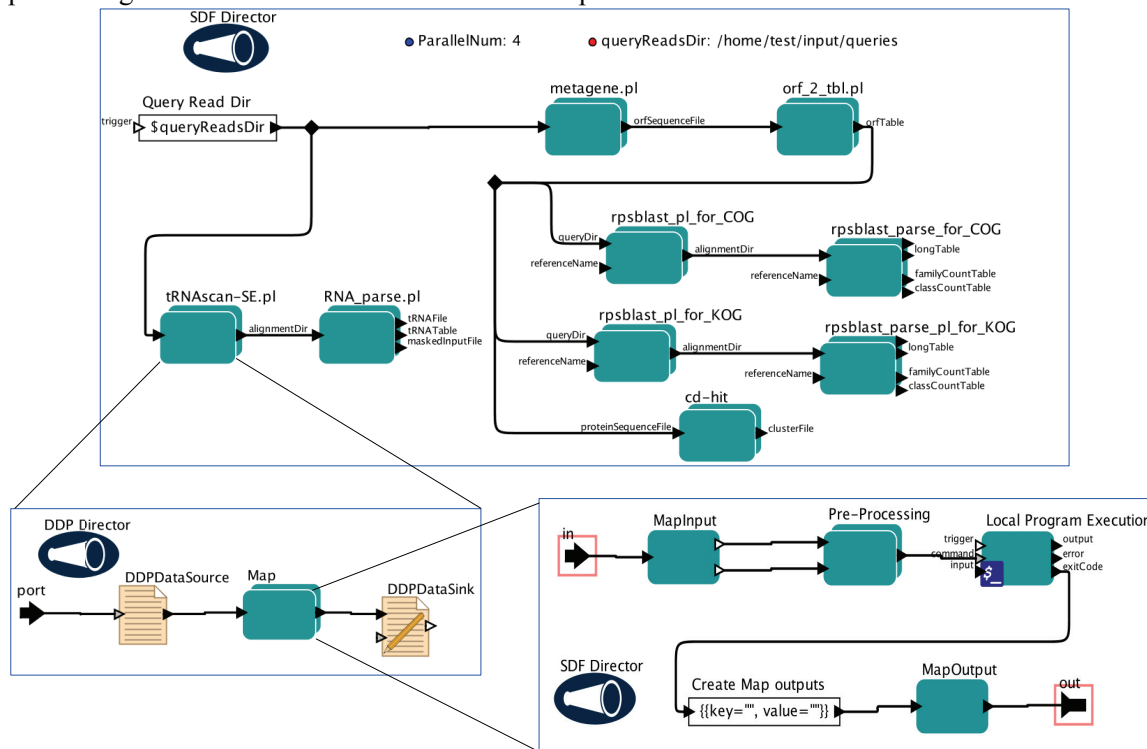 SDF Director
ParallelNum: 4
queryReadsDir: /home/test/input/queries
Query Read Dir
trigger
$queryReadsDir
metagene.pl
orfSequenceFile
orf_2_tbl.pl
orfTable
rpsblast_pl_for_COG
queryDir
referenceName
alignmentDir
rpsblast_parse_for_COG
referenceName
longTable
familyCountTable
classCountTable
tRNAscan-SE.pl
alignmentDir
RNA_parse.pl
tRNAFile
tRNATable
maskedInputFile
rpsblast_pl_for_KOG
queryDir
referenceName
alignmentDir
rpsblast_parse_pl_for_KOG
referenceName
longTable
familyCountTable
classCountTable
cd-hit
proteinSequenceFile
clusterFile
DDP Director
port
DDPDataSource
Map
DDPDataSink
in
MapInput
Pre-Processing
Local Program Execution
trigger
command
input
$_
output
error
exitCode
SDF Director
Create Map outputs
{{key="", value=""}}
MapOutput
out